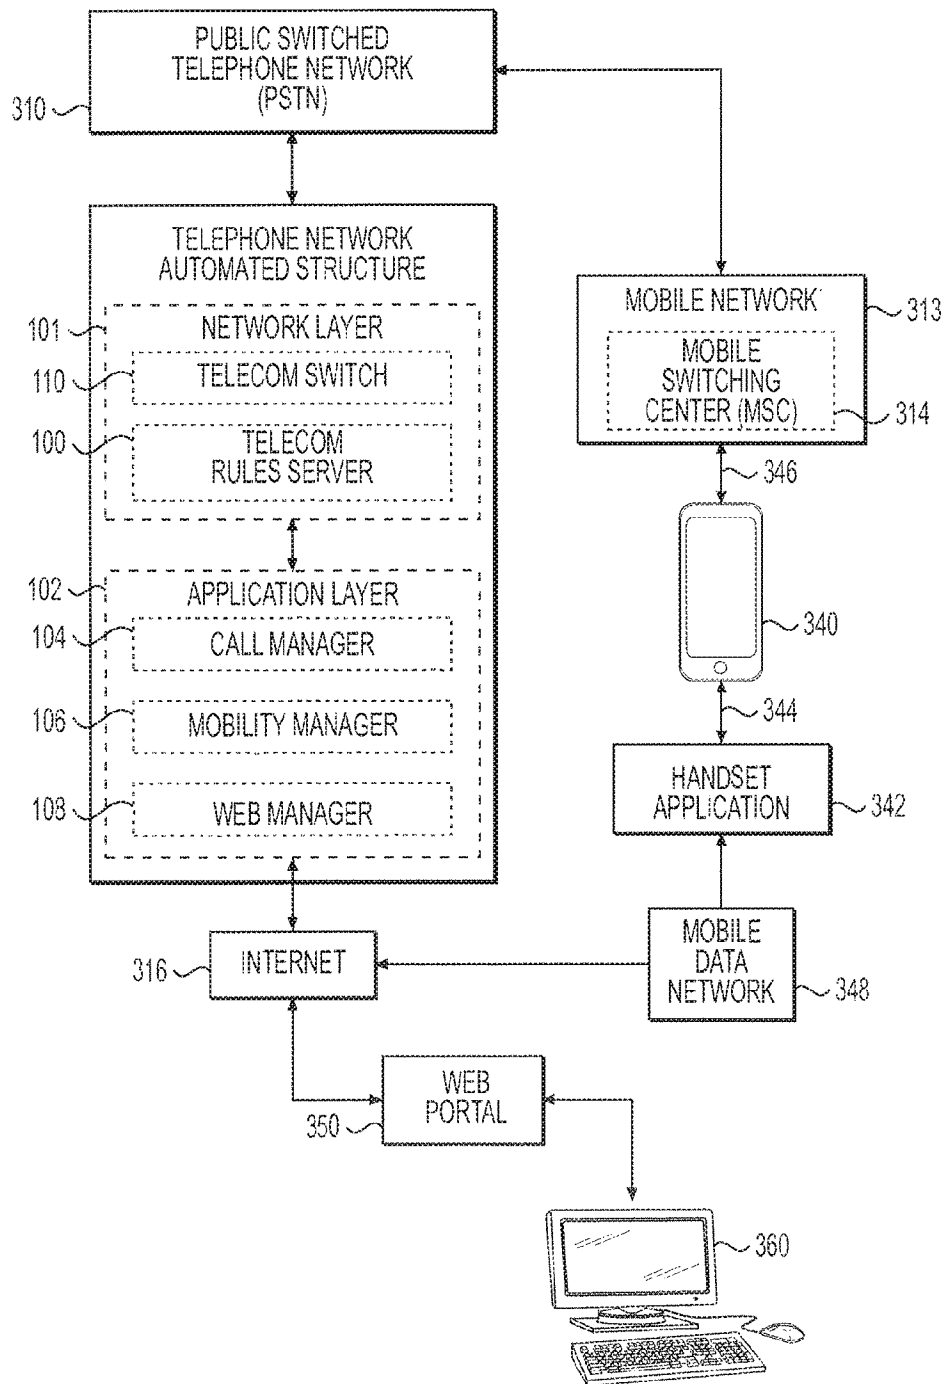 PUBLIC SWITCHED
TELEPHONE NETWORK
(PSTN)
310
TELEPHONE NETWORK
AUTOMATED STRUCTURE
101
NETWORK LAYER
110
TELECOM SWITCH
100
TELECOM
RULES SERVER
102
APPLICATION LAYER
104
CALL MANAGER
106
MOBILITY MANAGER
108
WEB MANAGER
MOBILE NETWORK
313
MOBILE
SWITCHING
CENTER (MSC)
314
346
340
344
HANDSET
APPLICATION
342
MOBILE
DATA
NETWORK
348
INTERNET
316
WEB
PORTAL
350
360